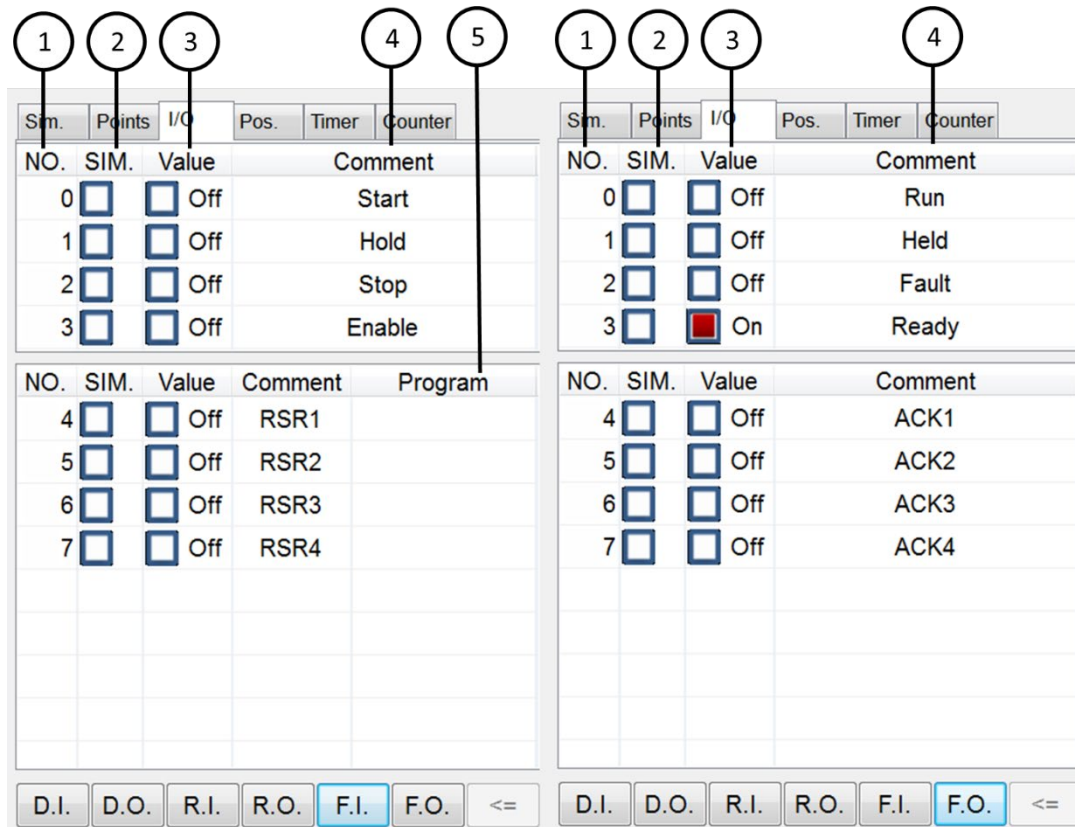 1 2 3 4 5
Sim. Points I/O Pos. Timer Counter
NO. SIM. Value Comment
0 Off Start
1 Off Hold
2 Off Stop
3 Off Enable
NO. SIM. Value Comment Program
4 Off RSR1
5 Off RSR2
6 Off RSR3
7 Off RSR4
D.I. D.O. R.I. R.O. F.I. F.O. <=
1 2 3 4
Sim. Points I/O Pos. Timer Counter
NO. SIM. Value Comment
0 Off Run
1 Off Held
2 Off Fault
3 On Ready
NO. SIM. Value Comment
4 Off ACK1
5 Off ACK2
6 Off ACK3
7 Off ACK4
D.I. D.O. R.I. R.O. F.I. F.O. <=